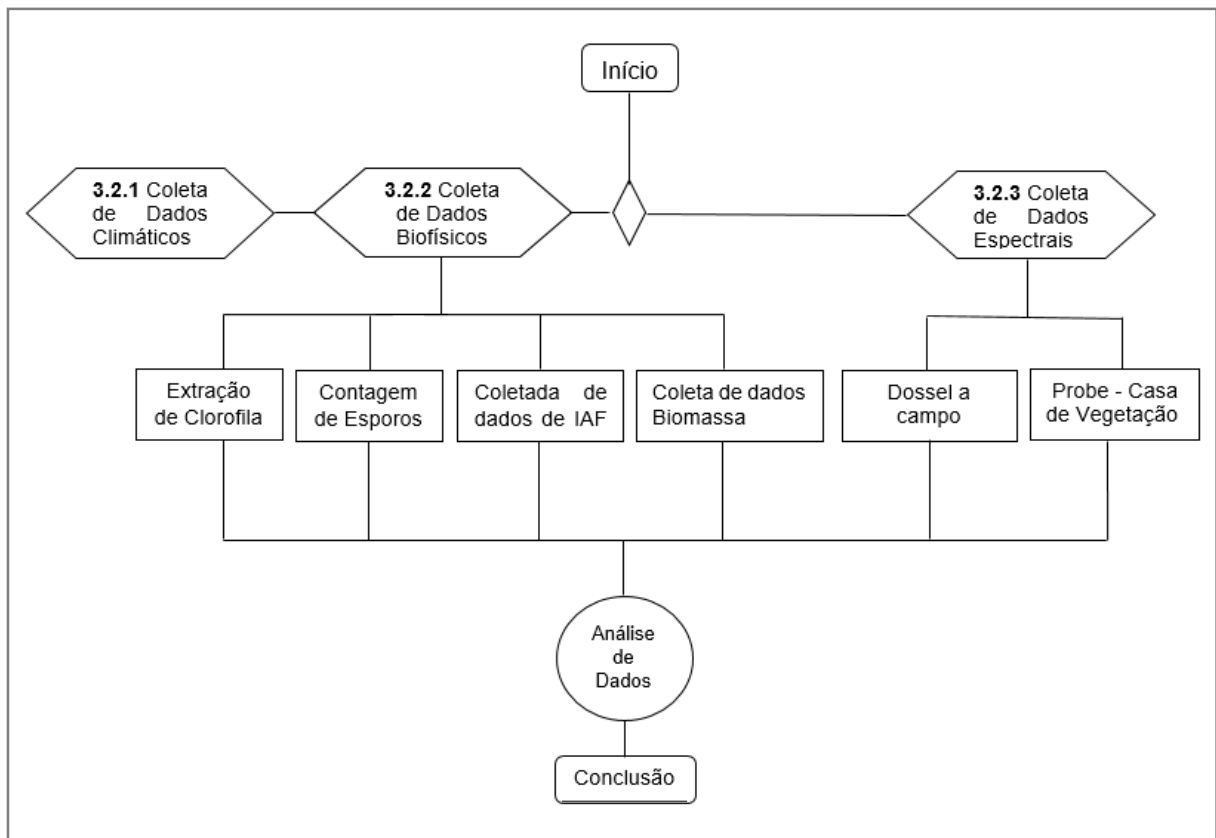 Início
3.2.1 Coleta
de Dados
Climáticos
3.2.2 Coleta
de Dados
Biofísicos
3.2.3 Coleta
de Dados
Espectrais
Extração
de Clorofila
Contagem
de Esporos
Coletada de
dados de IAF
Coleta de dados
Biomassa
Dossel a
campo
Probe - Casa
de Vegetação
Análise
de
Dados
Conclusão